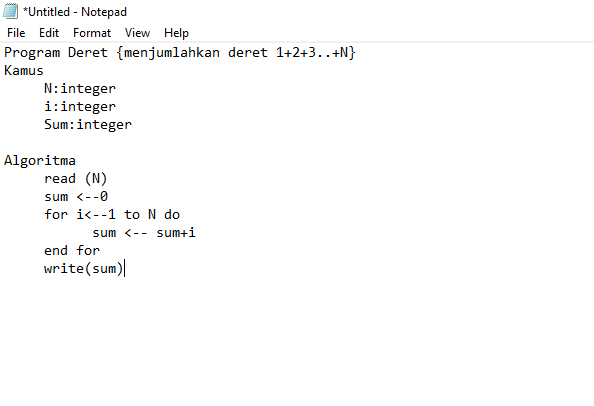 *Untitled - Notepad
File Edit Format View Help
Program Deret {menjumlahkan deret 1+2+3..+N}
Kamus
N:integer
i:integer
Sum:integer
Algoritma
read (N)
sum <--0
for i<--1 to N do
sum <-- sum+i
end for
write(sum)